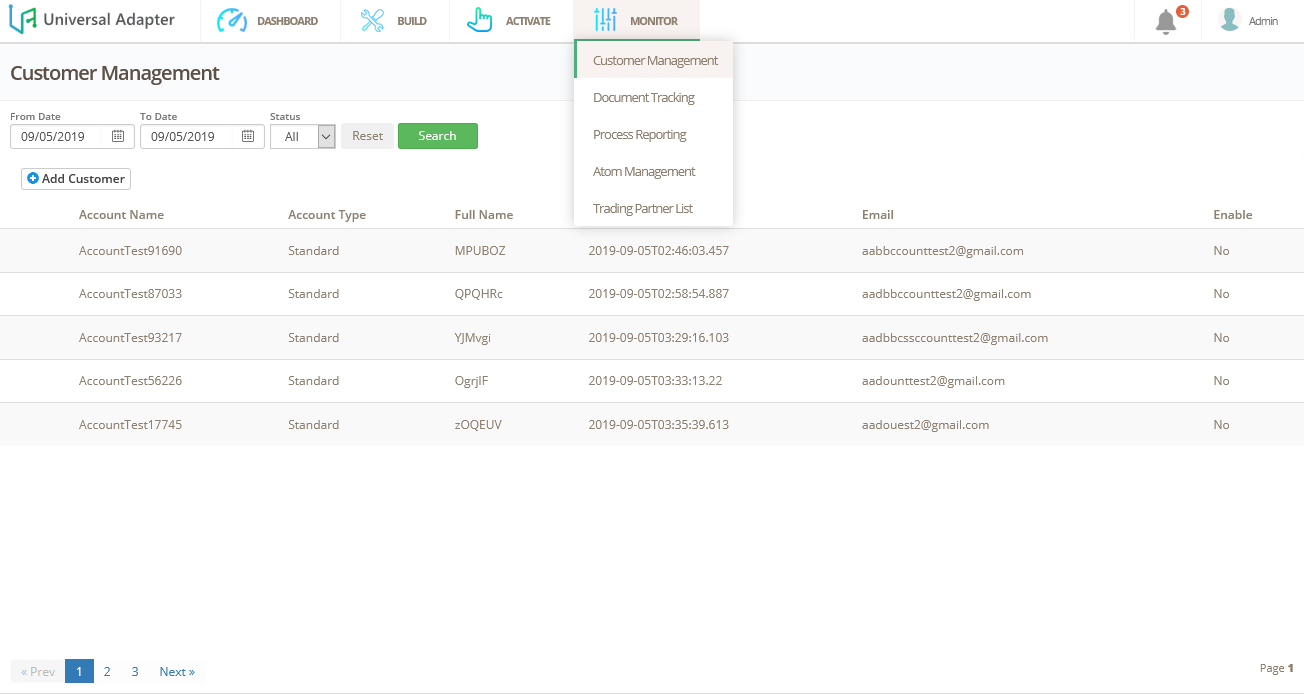 Universal Adapter
DASHBOARD
BUILD
ACTIVATE
MONITOR
3
Admin
Customer Management
Document Tracking
Process Reporting
Atom Management
Trading Partner List
Customer Management
From Date
To Date
Status
09/05/2019
09/05/2019
All
Reset
Search
Add Customer
Account Name Account Type Full Name Email Enable
AccountTest91690 Standard MPUBOZ 2019-09-05T02:46:03.457 aabbccounttest2@gmail.com No
AccountTest87033 Standard QPQHRc 2019-09-05T02:58:54.887 aadbbccounttest2@gmail.com No
AccountTest93217 Standard YJMvgi 2019-09-05T03:29:16.103 aadbbcssccounttest2@gmail.com No
AccountTest56226 Standard OgrjIF 2019-09-05T03:33:13.22 aadounttest2@gmail.com No
AccountTest17745 Standard zOQEUV 2019-09-05T03:35:39.613 aadouest2@gmail.com No
« Prev 1 2 3 Next »
Page 1